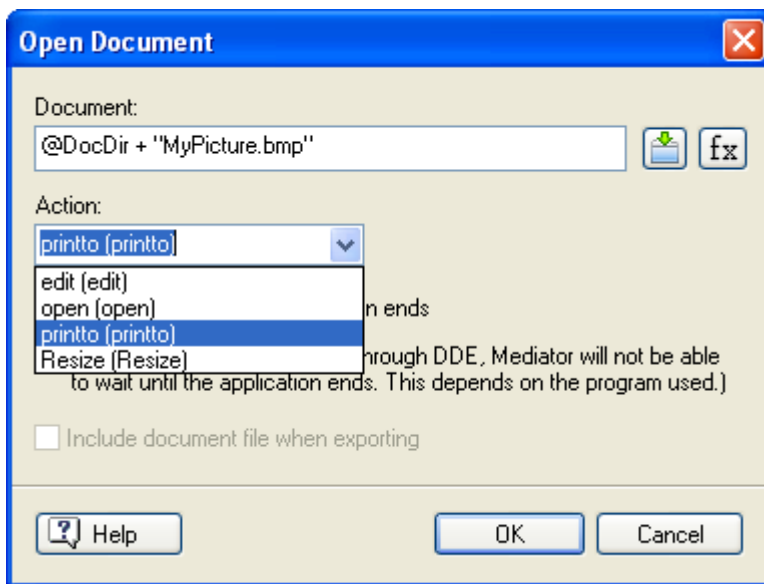 Open Document
Document:
@DocDir + "MyPicture.bmp"
fx
Action:
printto (printto)
edit (edit)
open (open)
n ends
printto (printto)
Resize (Resize)
hrough DDE, Mediator will not be able
to wait until the application ends. This depends on the program used.)
Include document file when exporting
Help
OK
Cancel